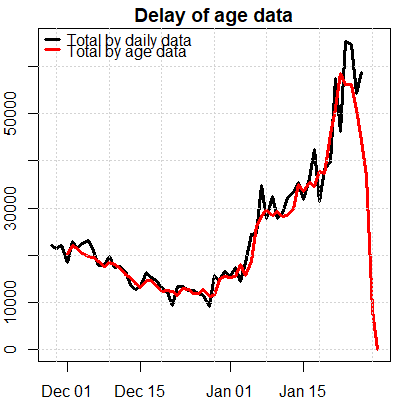 Delay of age data
Total by daily data
Total by age data
50000
30000
10000
0
Dec 01 Dec 15 Jan 01 Jan 15